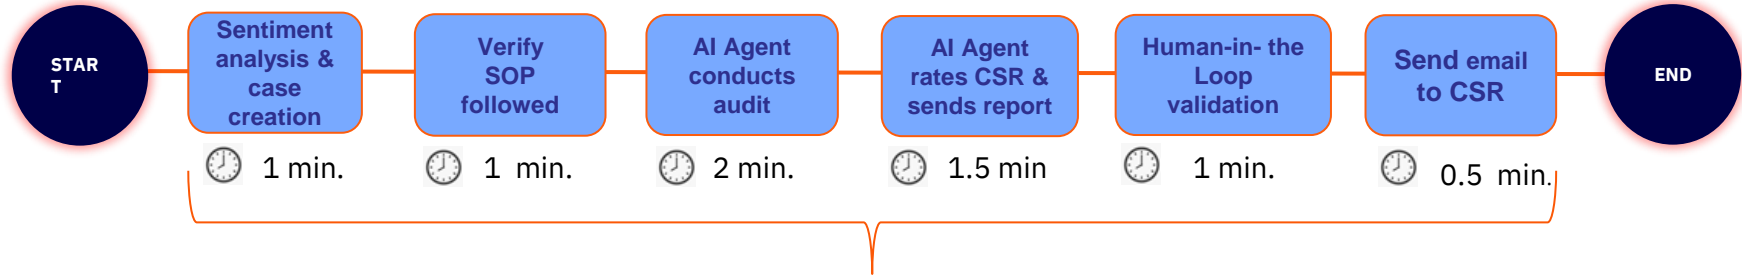 STAR
T
Sentiment
analysis &
case
creation
Verify
SOP
followed
AI Agent
conducts
audit
AI Agent
rates CSR &
sends report
Human-in- the
Loop
validation
Send email
to CSR
END
1 min.
1 min.
2 min.
1.5 min
1 min.
0.5 min.